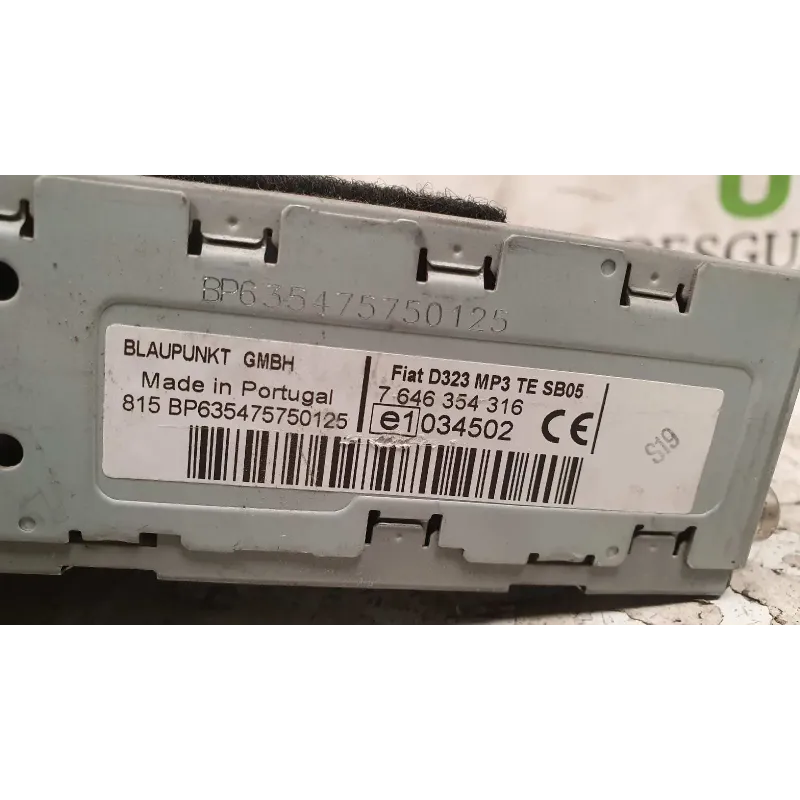 DESGU
BP635475750125
BLAUPUNKT GMBH
Made in Portugal
815 BP635475750125
Fiat D323 MP3 TE SB05
7 646 354 316
e1 034502 CE
S19